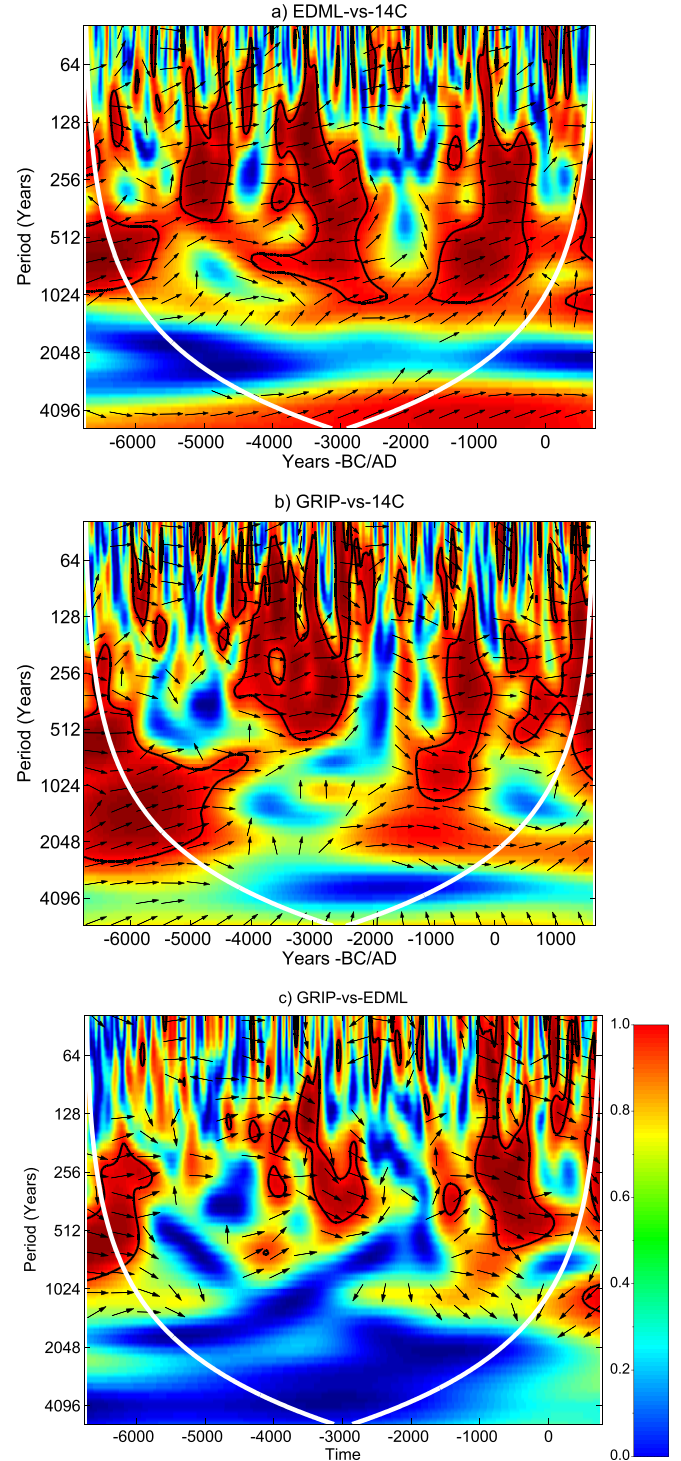 a) EDML-vs-14C
64
128
256
512
1024
2048
4096
Period (Years)
-6000 -5000 -4000 -3000 -2000 -1000 0
Years -BC/AD
b) GRIP-vs-14C
64
128
256
512
1024
2048
4096
Period (Years)
-6000 -5000 -4000 -3000 -2000 -1000 0 1000
Years -BC/AD
c) GRIP-vs-EDML
64
128
256
512
1024
2048
4096
Period (Years)
-6000 -5000 -4000 -3000 -2000 -1000 0
Time
1.0
0.8
0.6
0.4
0.2
0.0